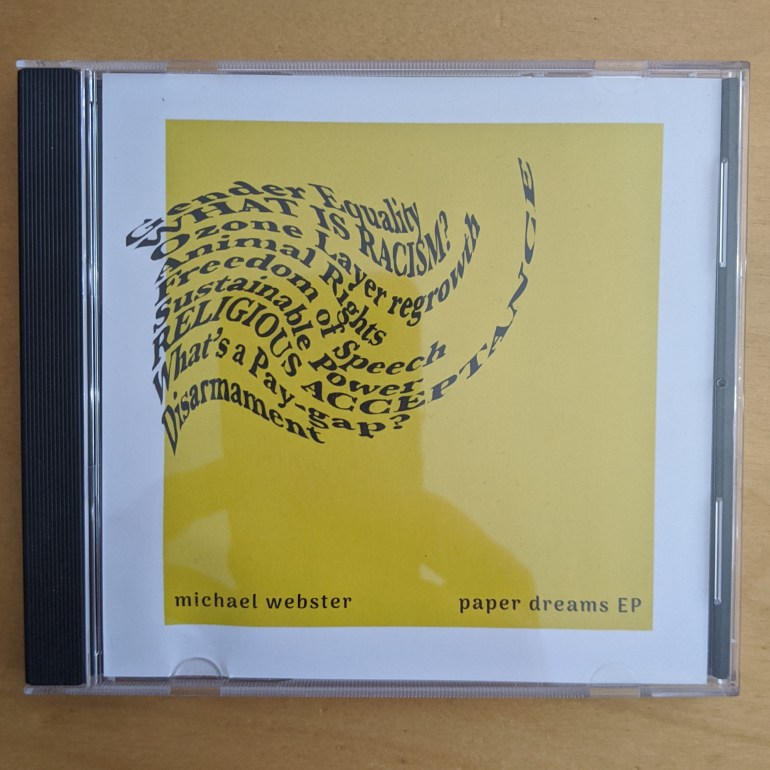 Gender Equality
WHAT IS RACISM?
Ozone Layer regrowth
Animal Rights
Freedom of Speech
Sustainable Power
RELIGIOUS ACCEPTANCE
What's a Pay-gap?
Disarmament
michael webster
paper dreams EP